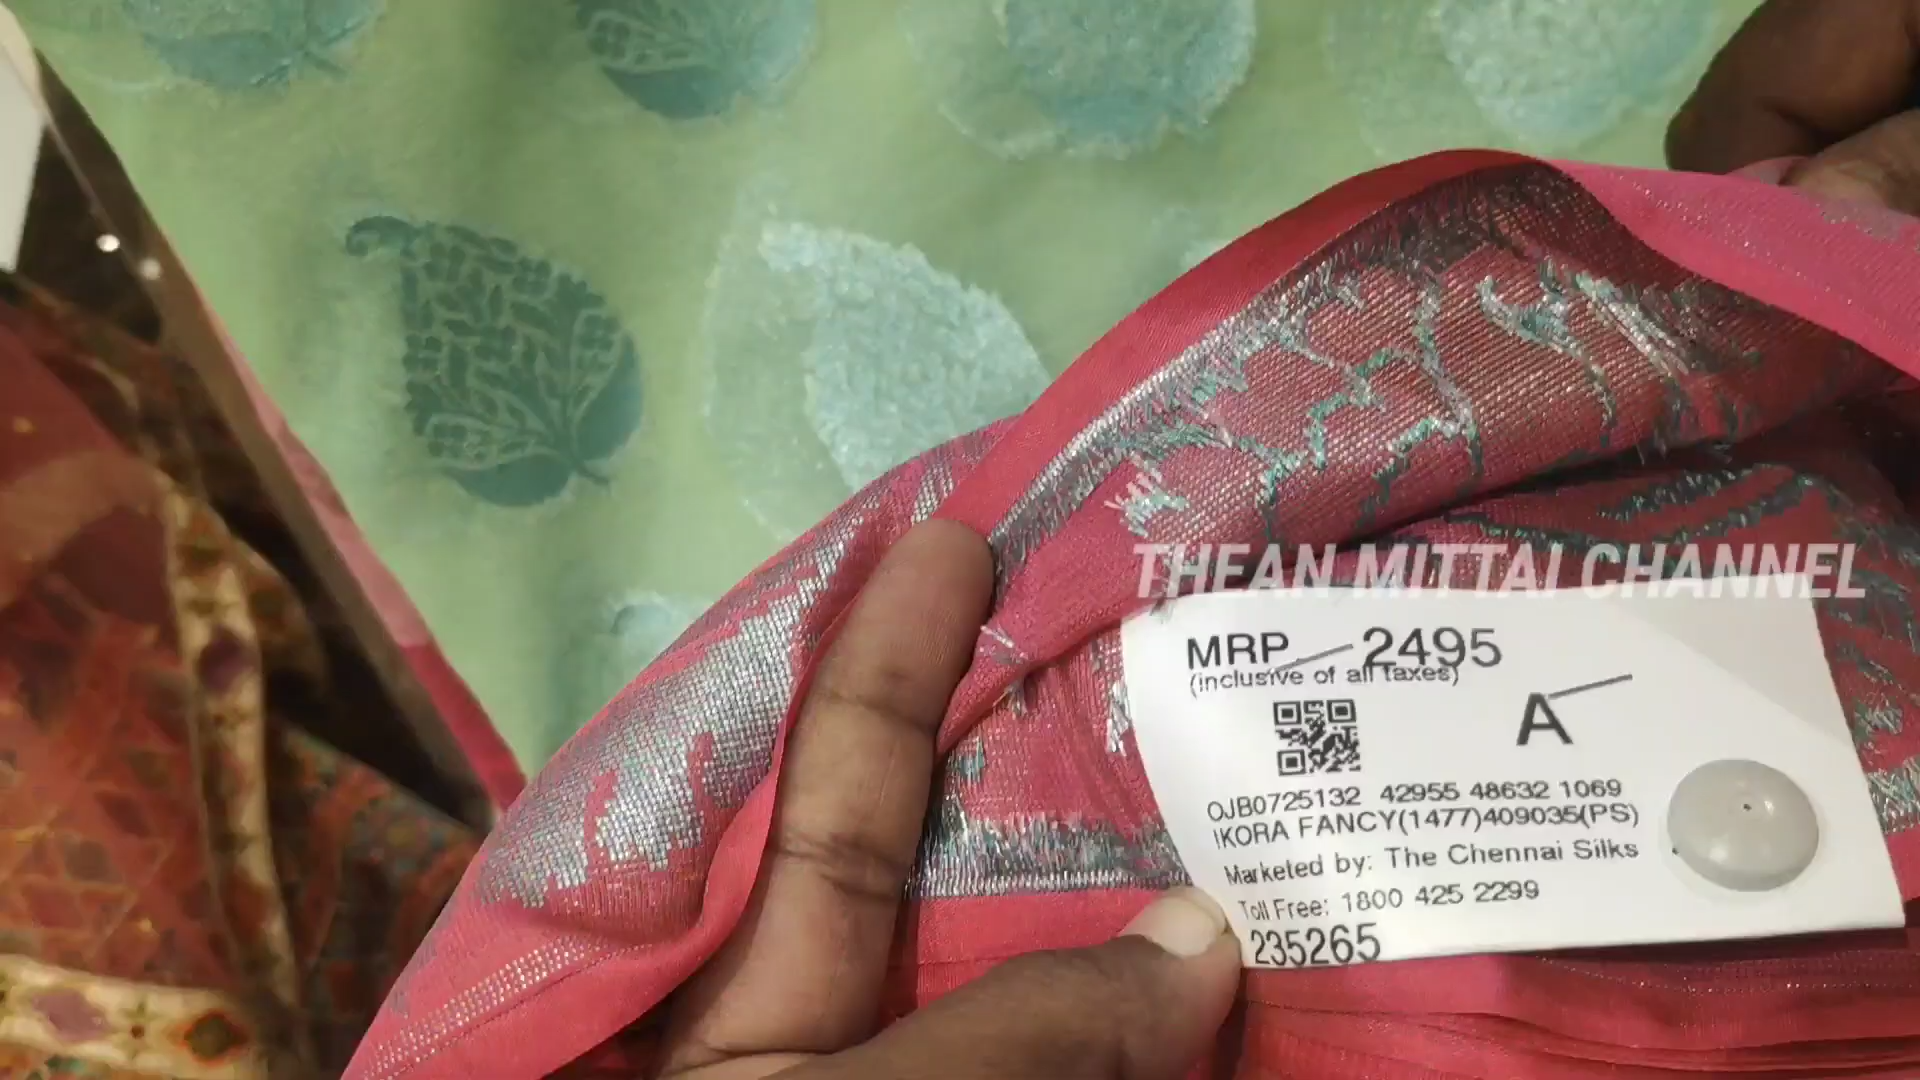 THEAN MITTAI CHANNEL
MRP 2495
(inclusive of all taxes)
A
OJB0725132 42955 48632 1069
IKORA FANCY(1477)409035(PS)
Marketed by: The Chennai Silks
Toll Free: 1800 425 2299
235265